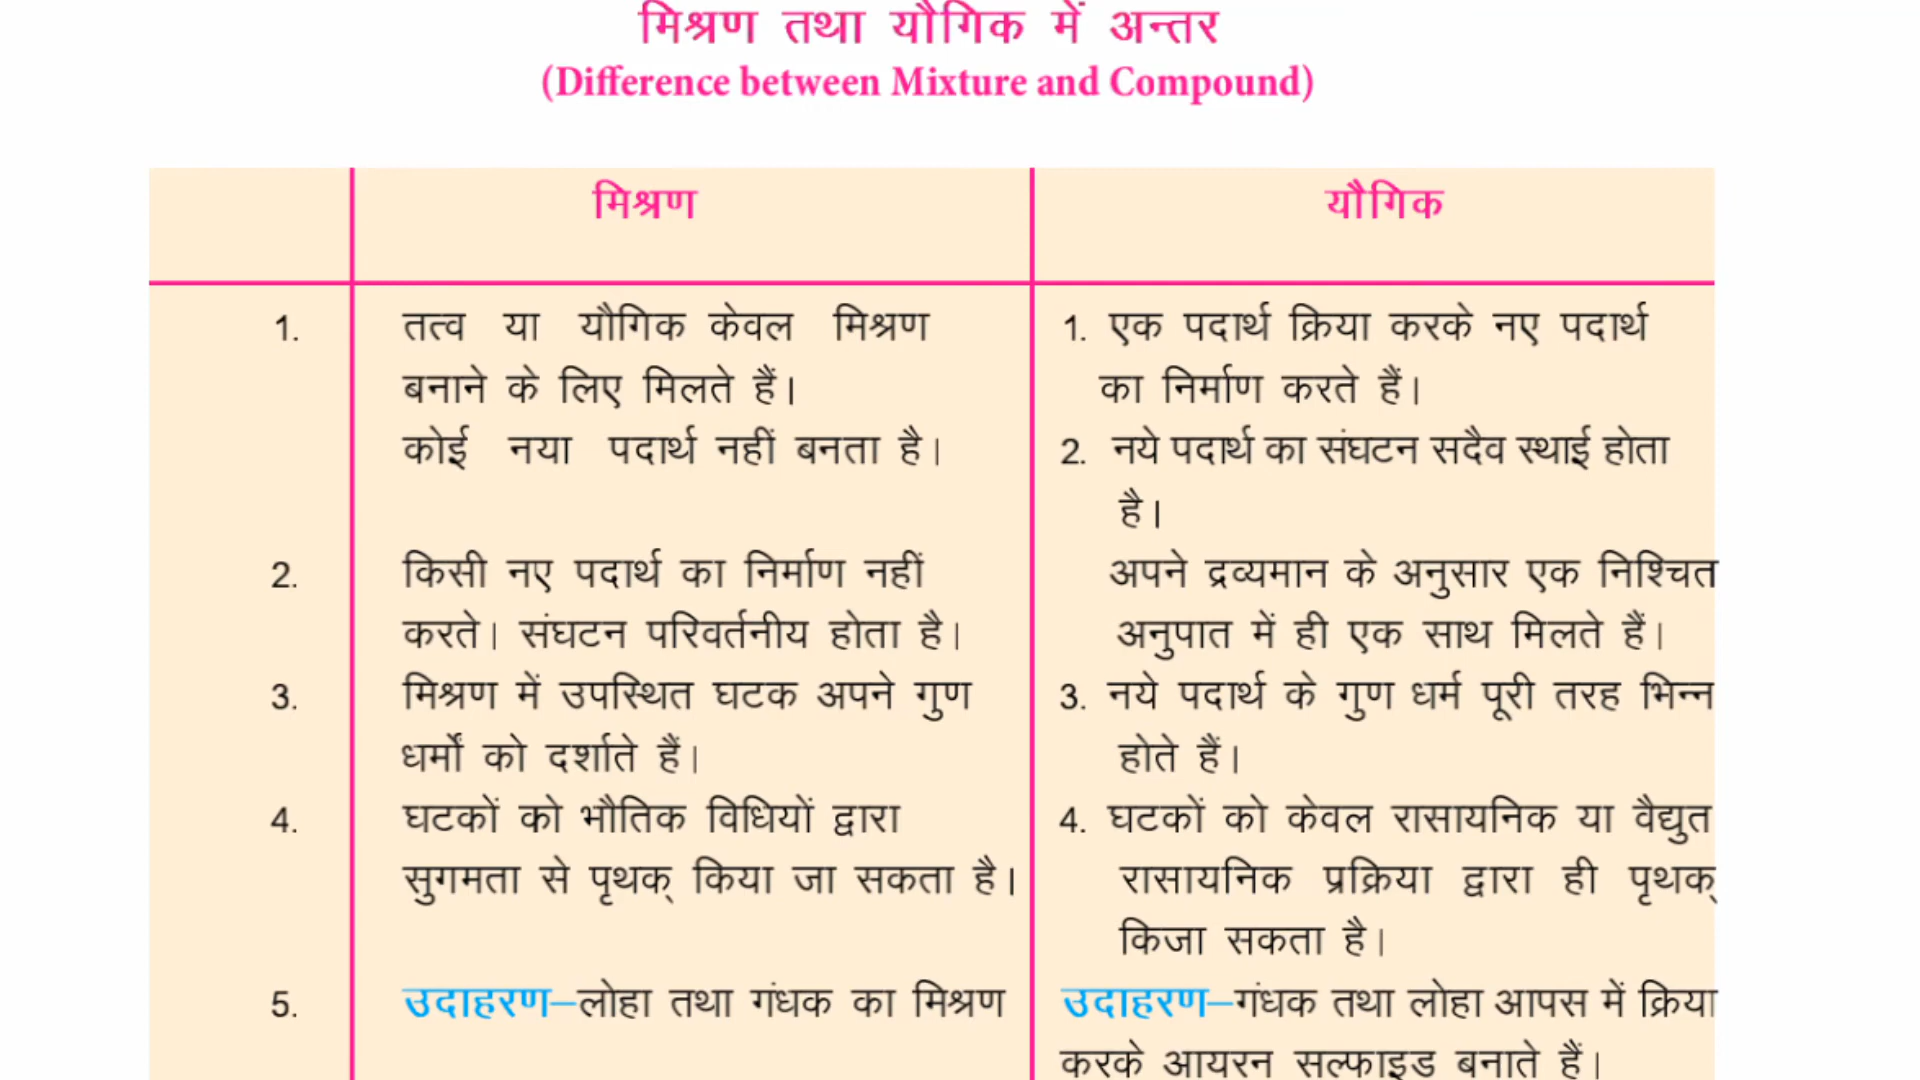 मिश्रण तथा यौगिक में अन्तर
(Difference between Mixture and Compound)
मिश्रण
यौगिक
1. तत्व या यौगिक केवल मिश्रण
बनाने के लिए मिलते हैं।
कोई नया पदार्थ नहीं बनता है।
2. किसी नए पदार्थ का निर्माण नहीं
करते। संघटन परिवर्तनीय होता है।
3. मिश्रण में उपस्थित घटक अपने गुण
धर्मों को दर्शाते हैं।
4. घटकों को भौतिक विधियों द्वारा
सुगमता से पृथक् किया जा सकता है।
5. उदाहरण–लोहा तथा गंधक का मिश्रण
1. एक पदार्थ क्रिया करके नए पदार्थ
का निर्माण करते हैं।
2. नये पदार्थ का संघटन सदैव स्थाई होता
है।
अपने द्रव्यमान के अनुसार एक निश्चित
अनुपात में ही एक साथ मिलते हैं।
3. नये पदार्थ के गुण धर्म पूरी तरह भिन्न
होते हैं।
4. घटकों को केवल रासायनिक या वैद्युत
रासायनिक प्रक्रिया द्वारा ही पृथक्
किजा सकता है।
उदाहरण–गंधक तथा लोहा आपस में क्रिया
करके आयरन सल्फाइड बनाते हैं।